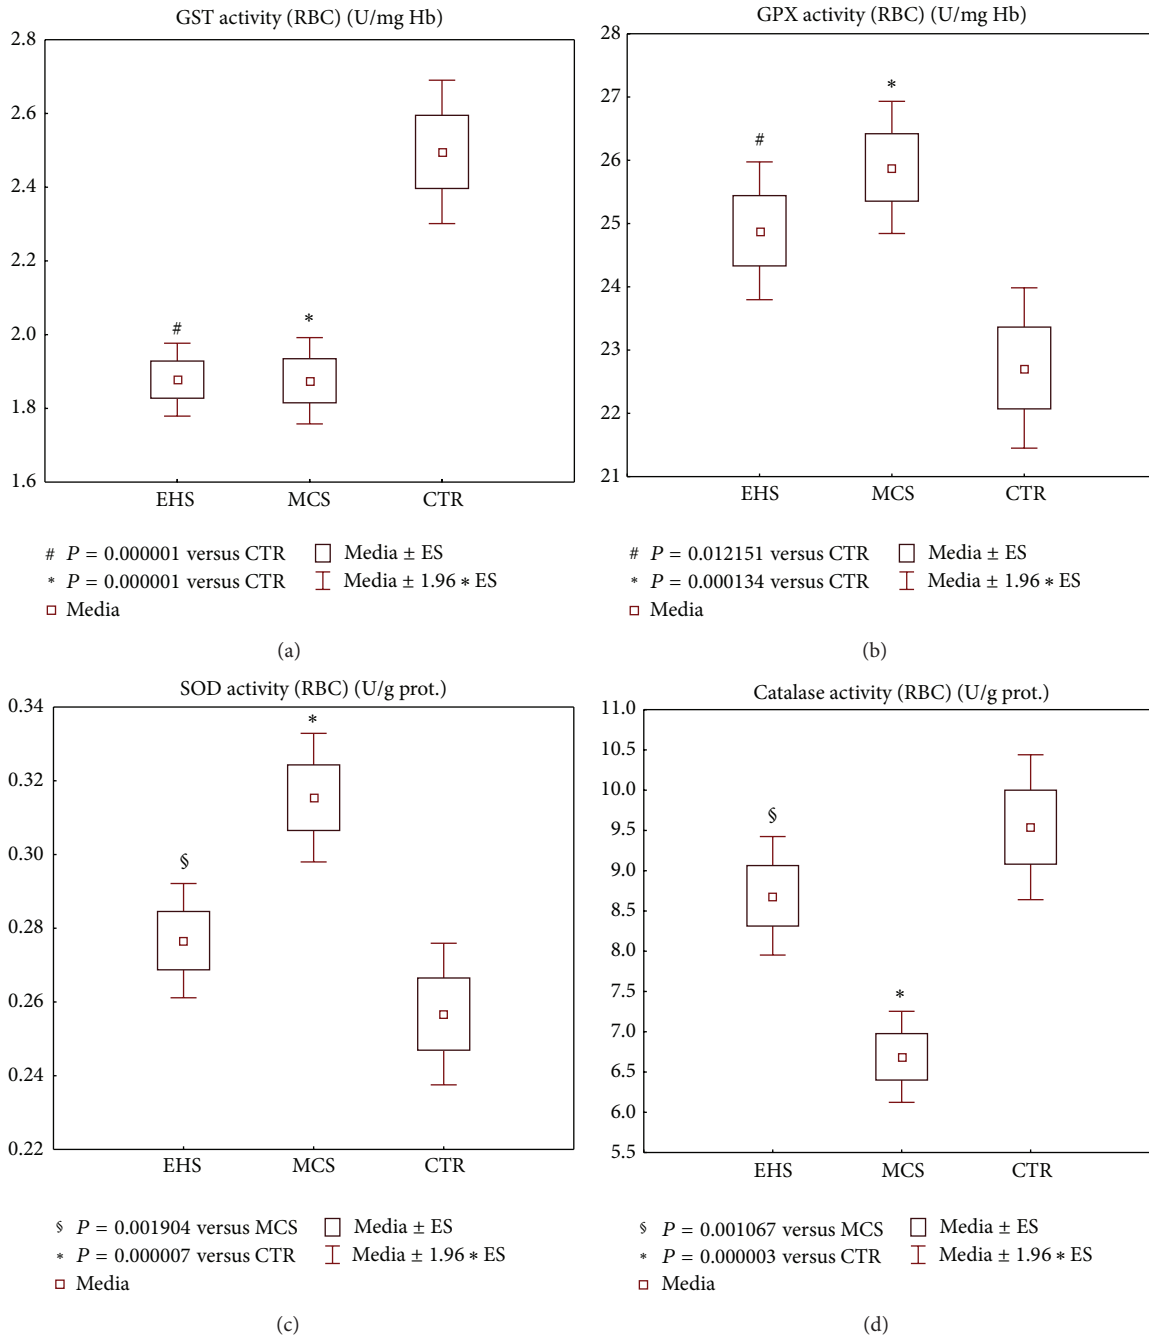 GST activity (RBC) (U/mg Hb)
2.8
2.6
2.4
2.2
2.0
1.8
1.6
#
*
EHS MCS CTR
# P = 0.000001 versus CTR
* P = 0.000001 versus CTR
Media
Media ± ES
Media ± 1.96 * ES
(a)
GPX activity (RBC) (U/mg Hb)
28
27
26
25
24
23
22
21
#
*
EHS MCS CTR
# P = 0.012151 versus CTR
* P = 0.000134 versus CTR
Media
Media ± ES
Media ± 1.96 * ES
(b)
SOD activity (RBC) (U/g prot.)
0.34
0.32
0.30
0.28
0.26
0.24
0.22
§
*
EHS MCS CTR
§ P = 0.001904 versus MCS
* P = 0.000007 versus CTR
Media
Media ± ES
Media ± 1.96 * ES
(c)
Catalase activity (RBC) (U/g prot.)
11.0
10.5
10.0
9.5
9.0
8.5
8.0
7.5
7.0
6.5
6.0
5.5
§
*
EHS MCS CTR
§ P = 0.001067 versus MCS
* P = 0.000003 versus CTR
Media
Media ± ES
Media ± 1.96 * ES
(d)